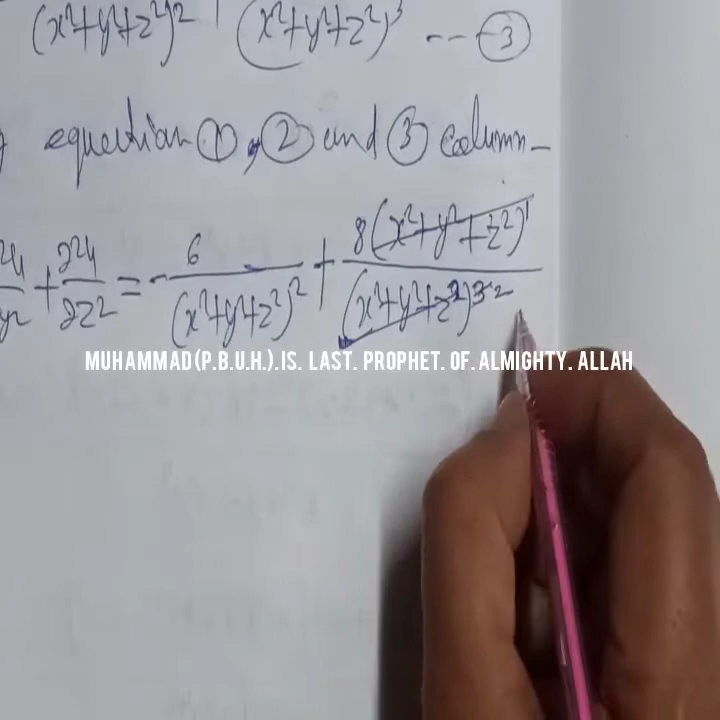 (x²+y²+z²)² (x²+y²+z²)³ --- ③
equation ①, ② and ③ column -
+ ∂²u/∂z² = - 6/(x²+y²+z²)² + 8(x²+y²+z²)¹/(x²+y²+z²)³ ²
MUHAMMAD(P.B.U.H.).IS. LAST. PROPHET. OF. ALMIGHTY. ALLAH